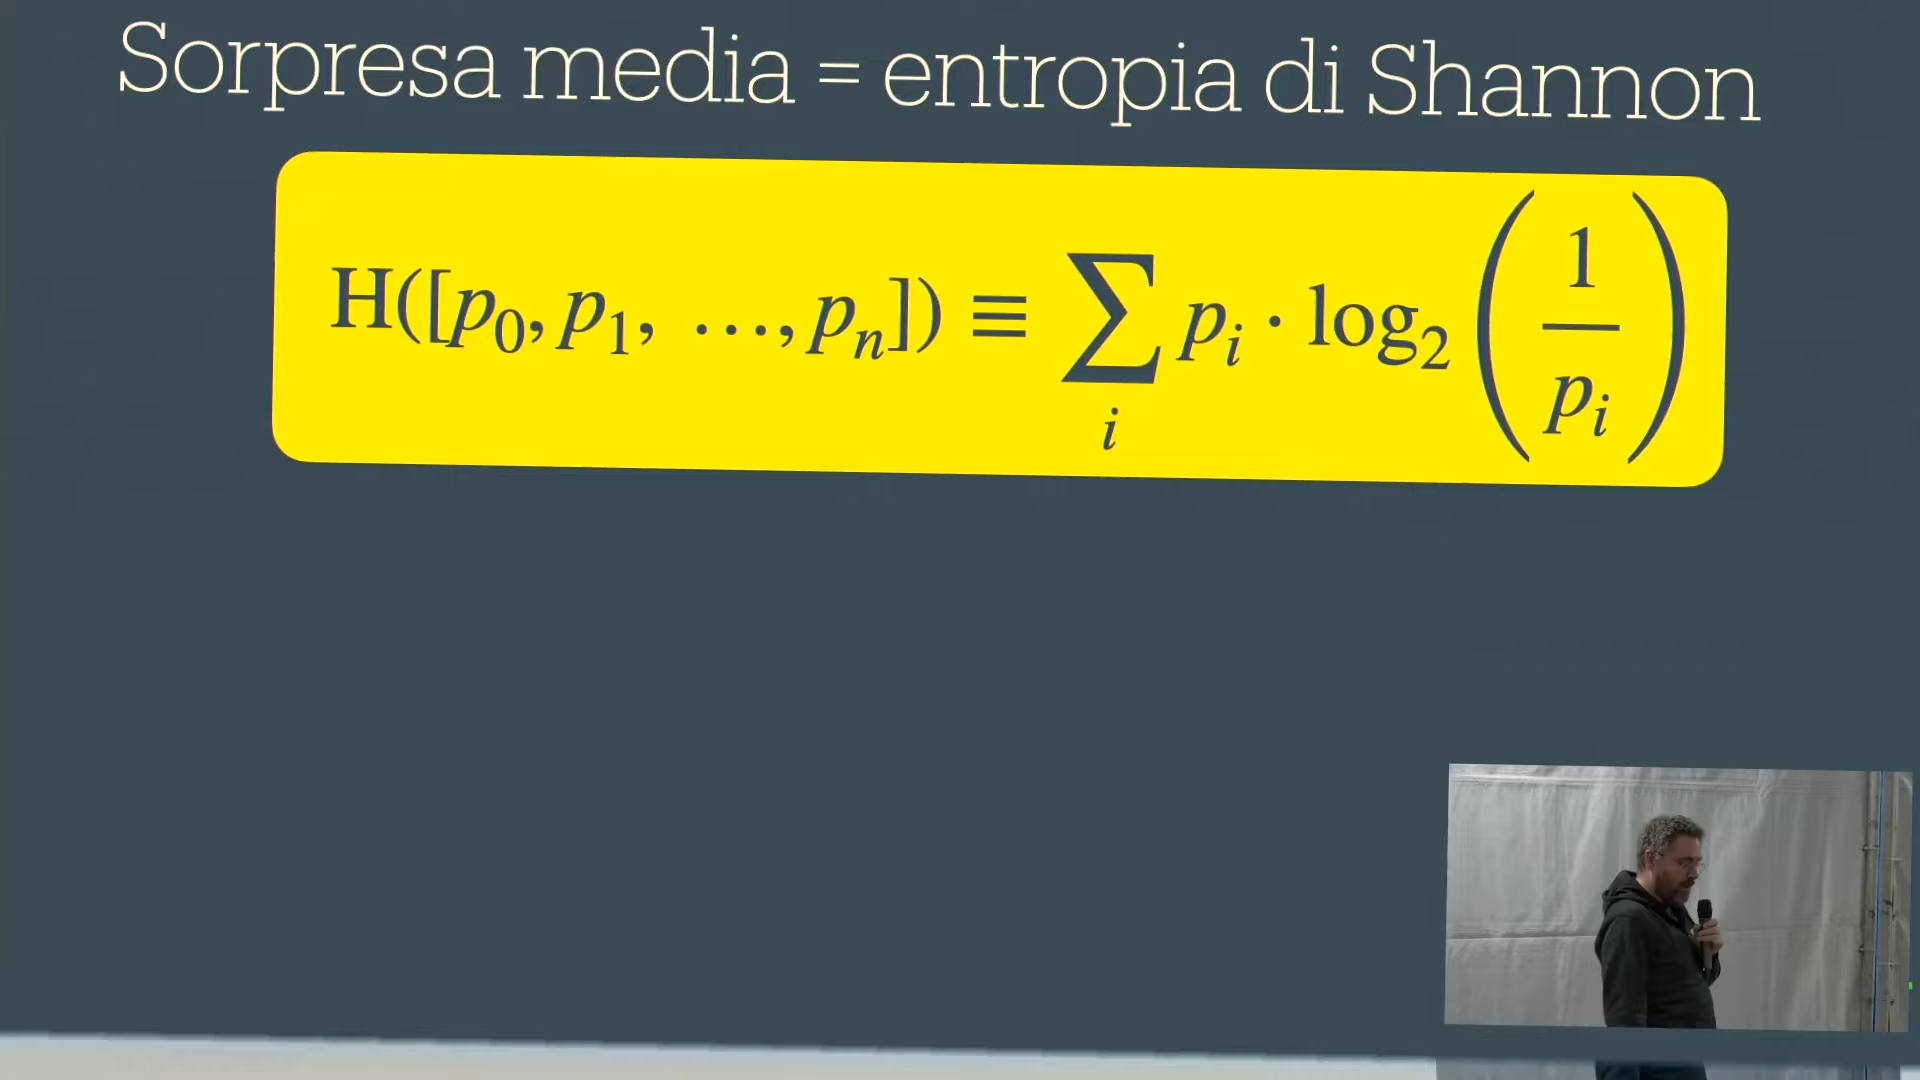 Sorpresa media = entropia di Shannon
H([p₀, p₁, …, pₙ]) ≡ ∑ᵢ pᵢ · log₂ (1/pᵢ)